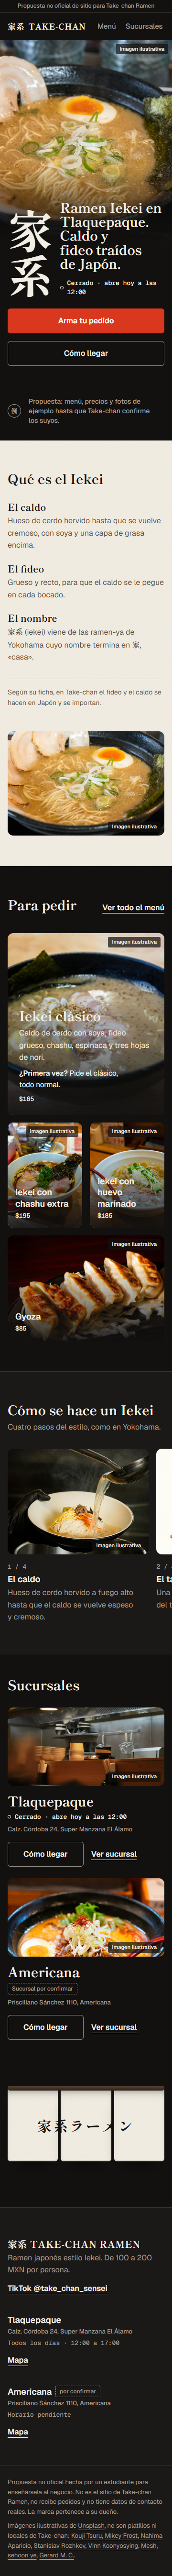 Propuesta no oficial de sitio para Take-chan Ramen
家系 TAKE-CHAN
Menú
Sucursales
Imagen ilustrativa
家系
Ramen Iekei en
Tlaquepaque.
Caldo y
fideo traídos
de Japón.
Cerrado · abre hoy a las
12:00
Arma tu pedido
Cómo llegar
例
Propuesta: menú, precios y fotos de
ejemplo hasta que Take-chan confirme
los suyos.
Qué es el Iekei
El caldo
Hueso de cerdo hervido hasta que se vuelve
cremoso, con soya y una capa de grasa
encima.
El fideo
Grueso y recto, para que el caldo se le pegue
en cada bocado.
El nombre
家系 (iekei) viene de las ramen-ya de
Yokohama cuyo nombre termina en 家,
«casa».
Según su ficha, en Take-chan el fideo y el caldo se
hacen en Japón y se importan.
Imagen ilustrativa
Para pedir
Ver todo el menú
Imagen ilustrativa
Iekei clásico
Caldo de cerdo con soya, fideo
grueso, chashu, espinaca y tres hojas
de nori.
¿Primera vez? Pide el clásico,
todo normal.
$165
Imagen ilustrativa
Iekei con
chashu extra
$195
Imagen ilustrativa
Iekei con
huevo
marinado
$185
Imagen ilustrativa
Gyoza
$85
Cómo se hace un Iekei
Cuatro pasos del estilo, como en Yokohama.
Imagen ilustrativa
1 / 4
El caldo
Hueso de cerdo hervido a fuego alto
hasta que el caldo se vuelve espeso
y cremoso.
2 /
El ta
Una
del t
Sucursales
Imagen ilustrativa
Tlaquepaque
Cerrado · abre hoy a las 12:00
Calz. Córdoba 24, Super Manzana El Álamo
Cómo llegar
Ver sucursal
Imagen ilustrativa
Americana
Sucursal por confirmar
Prisciliano Sánchez 1110, Americana
Cómo llegar
Ver sucursal
家系ラーメン
家系 TAKE-CHAN RAMEN
Ramen japonés estilo Iekei. De 100 a 200
MXN por persona.
TikTok @take_chan_sensei
Tlaquepaque
Calz. Córdoba 24, Super Manzana El Álamo
Todos los días · 12:00 a 17:00
Mapa
Americana
por confirmar
Prisciliano Sánchez 1110, Americana
Horario pendiente
Mapa
Propuesta no oficial hecha por un estudiante para
enseñársela al negocio. No es el sitio de Take-chan
Ramen, no recibe pedidos y no tiene datos de contacto
reales. La marca pertenece a su dueño.
Imágenes ilustrativas de Unsplash, no son platillos ni
locales de Take-chan: Kouji Tsuru, Mikey Frost, Nahima
Aparicio, Stanislav Rozhkov, Vinn Koonyosying, Mesh,
sehoon ye, Gerard M. C..